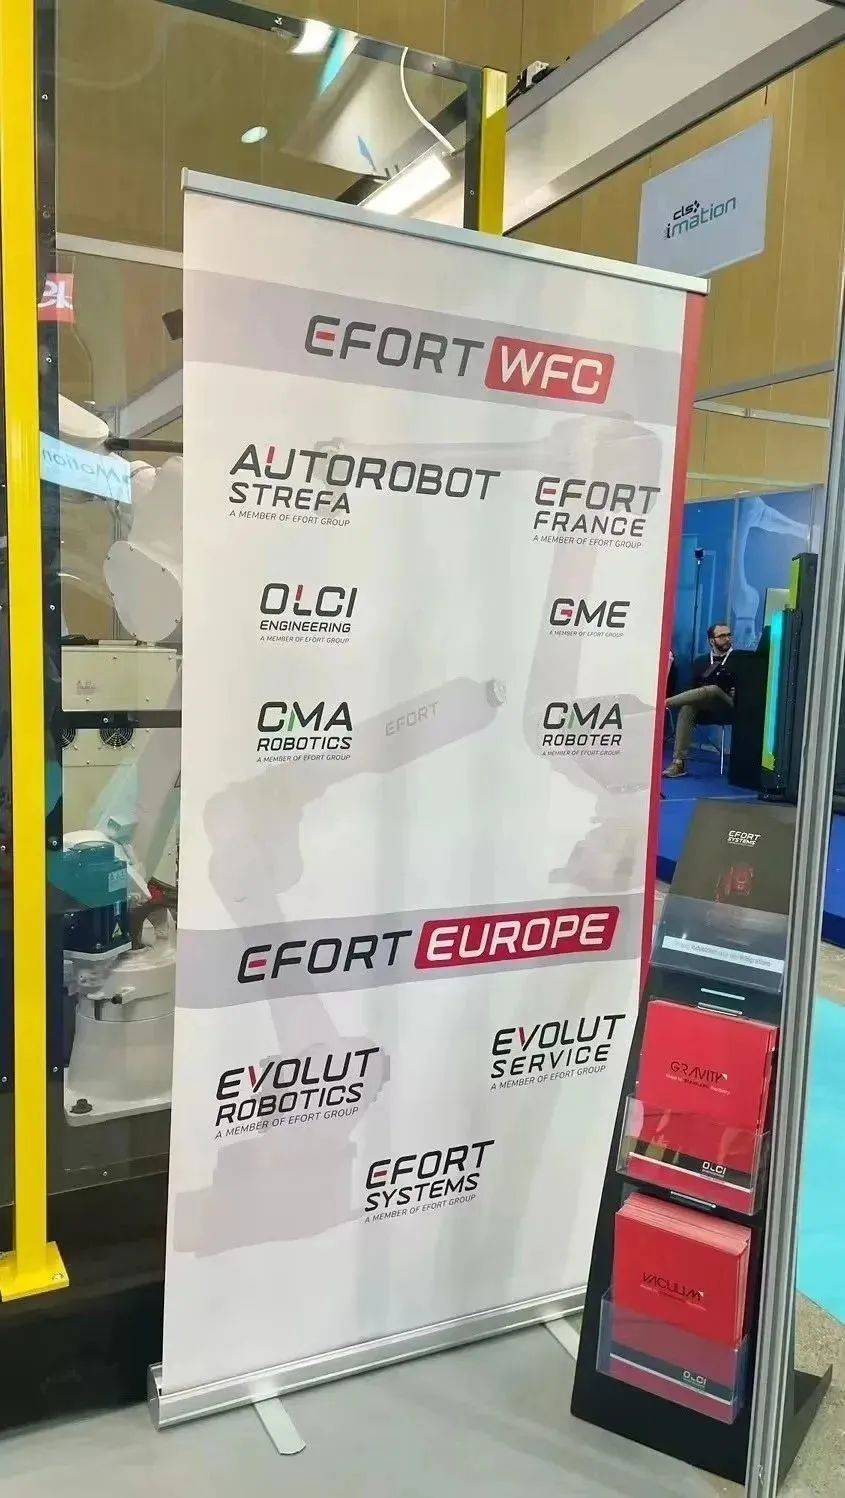 cls
imation
EFORT WFC
AUTOROBOT
STREFA
A MEMBER OF EFORT GROUP
EFORT
FRANCE
A MEMBER OF EFORT GROUP
OLCI
ENGINEERING
A MEMBER OF EFORT GROUP
GME
A MEMBER OF EFORT GROUP
CMA
ROBOTICS
A MEMBER OF EFORT GROUP
EFORT
CMA
ROBOTER
A MEMBER OF EFORT GROUP
EFORT EUROPE
EVOLUT
ROBOTICS
A MEMBER OF EFORT GROUP
EVOLUT
SERVICE
A MEMBER OF EFORT GROUP
EFORT
SYSTEMS
A MEMBER OF EFORT GROUP
EFORT
SYSTEMS
GRAVITY
OLCI
VACUUM
OLCI